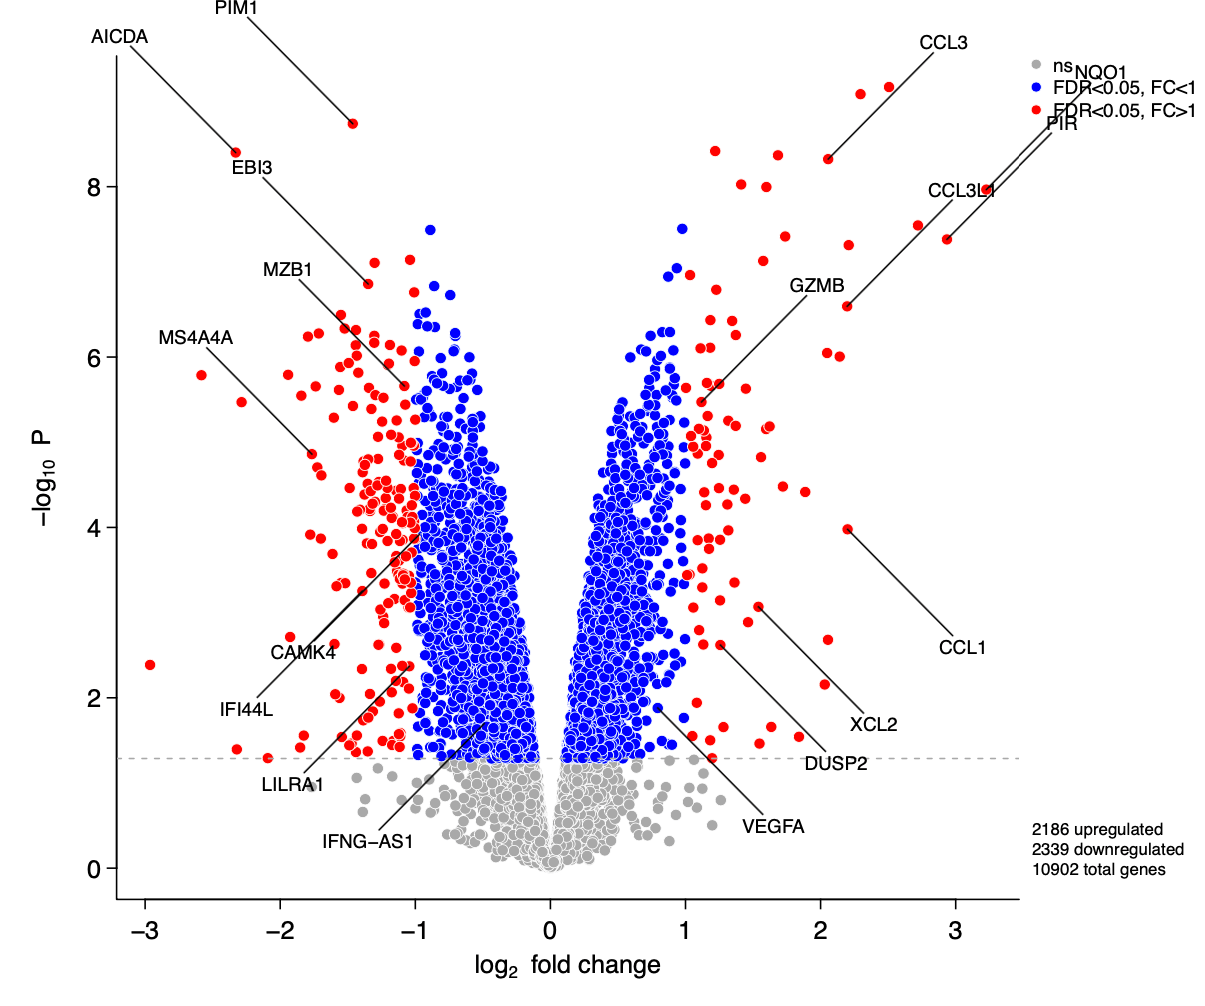 PIM1
AICDA
CCL3
ns
NQO1
FDR<0.05, FC<1
FDR<0.05, FC>1
PIR
EBI3
8
CCL3L1
MZB1
GZMB
MS4A4A
6
−log10 P
4
CAMK4
CCL1
IFI44L
2
XCL2
DUSP2
LILRA1
VEGFA
IFNG−AS1
2186 upregulated
2339 downregulated
10902 total genes
0
−3 −2 −1 0 1 2 3
log2 fold change